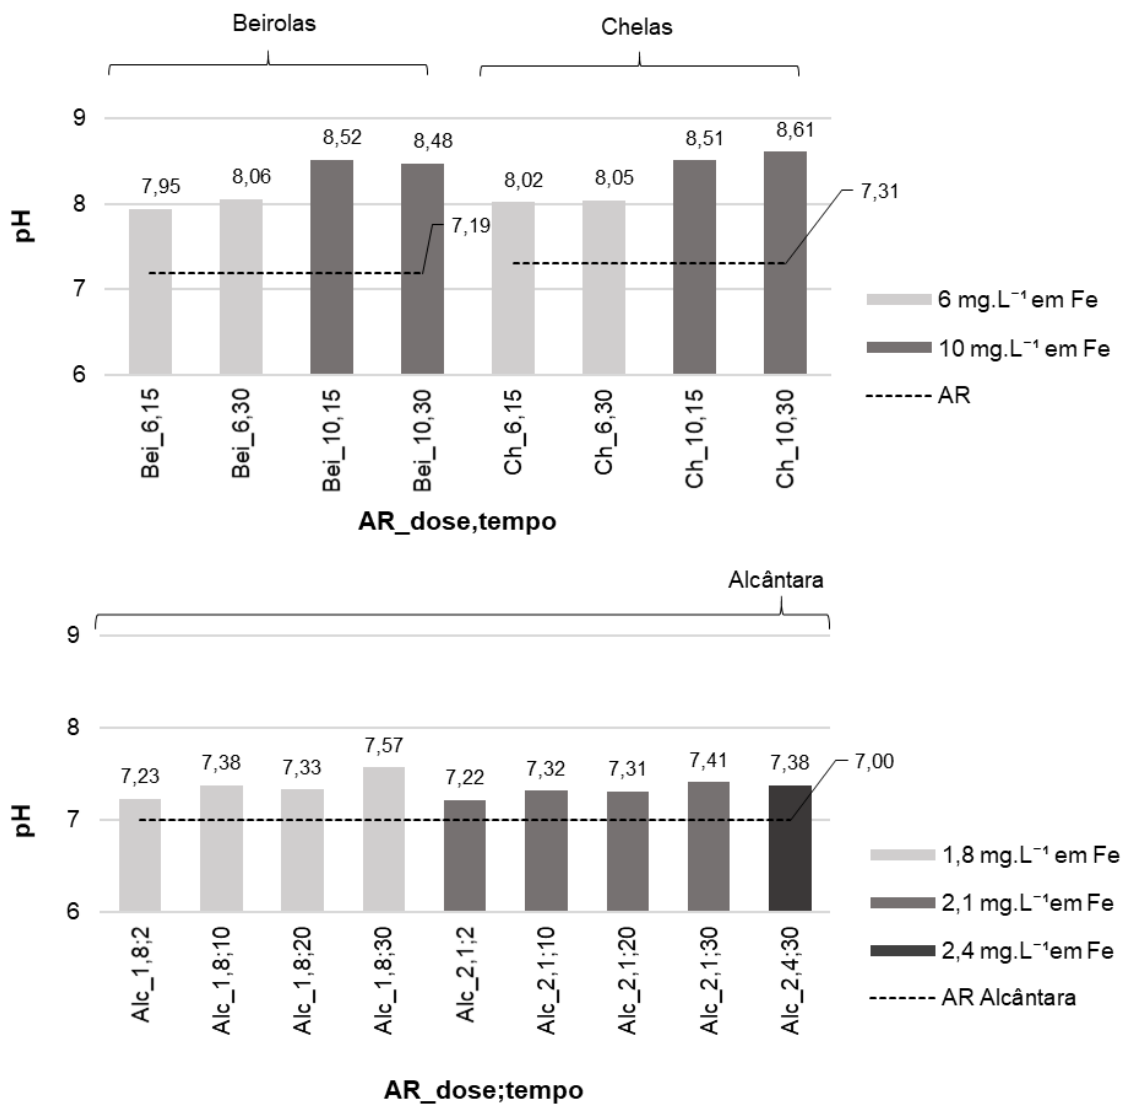 Beirolas
Chelas
9
8
7
6
pH
7,95
8,06
8,52
8,48
7,19
8,02
8,05
8,51
8,61
7,31
6 mg.L⁻¹ em Fe
10 mg.L⁻¹ em Fe
AR
Bei_6,15
Bei_6,30
Bei_10,15
Bei_10,30
Ch_6,15
Ch_6,30
Ch_10,15
Ch_10,30
AR_dose,tempo
Alcântara
9
8
7
6
pH
7,23
7,38
7,33
7,57
7,22
7,32
7,31
7,41
7,38
7,00
1,8 mg.L⁻¹ em Fe
2,1 mg.L⁻¹em Fe
2,4 mg.L⁻¹em Fe
AR Alcântara
Alc_1,8;2
Alc_1,8;10
Alc_1,8;20
Alc_1,8;30
Alc_2,1;2
Alc_2,1;10
Alc_2,1;20
Alc_2,1;30
Alc_2,4;30
AR_dose;tempo